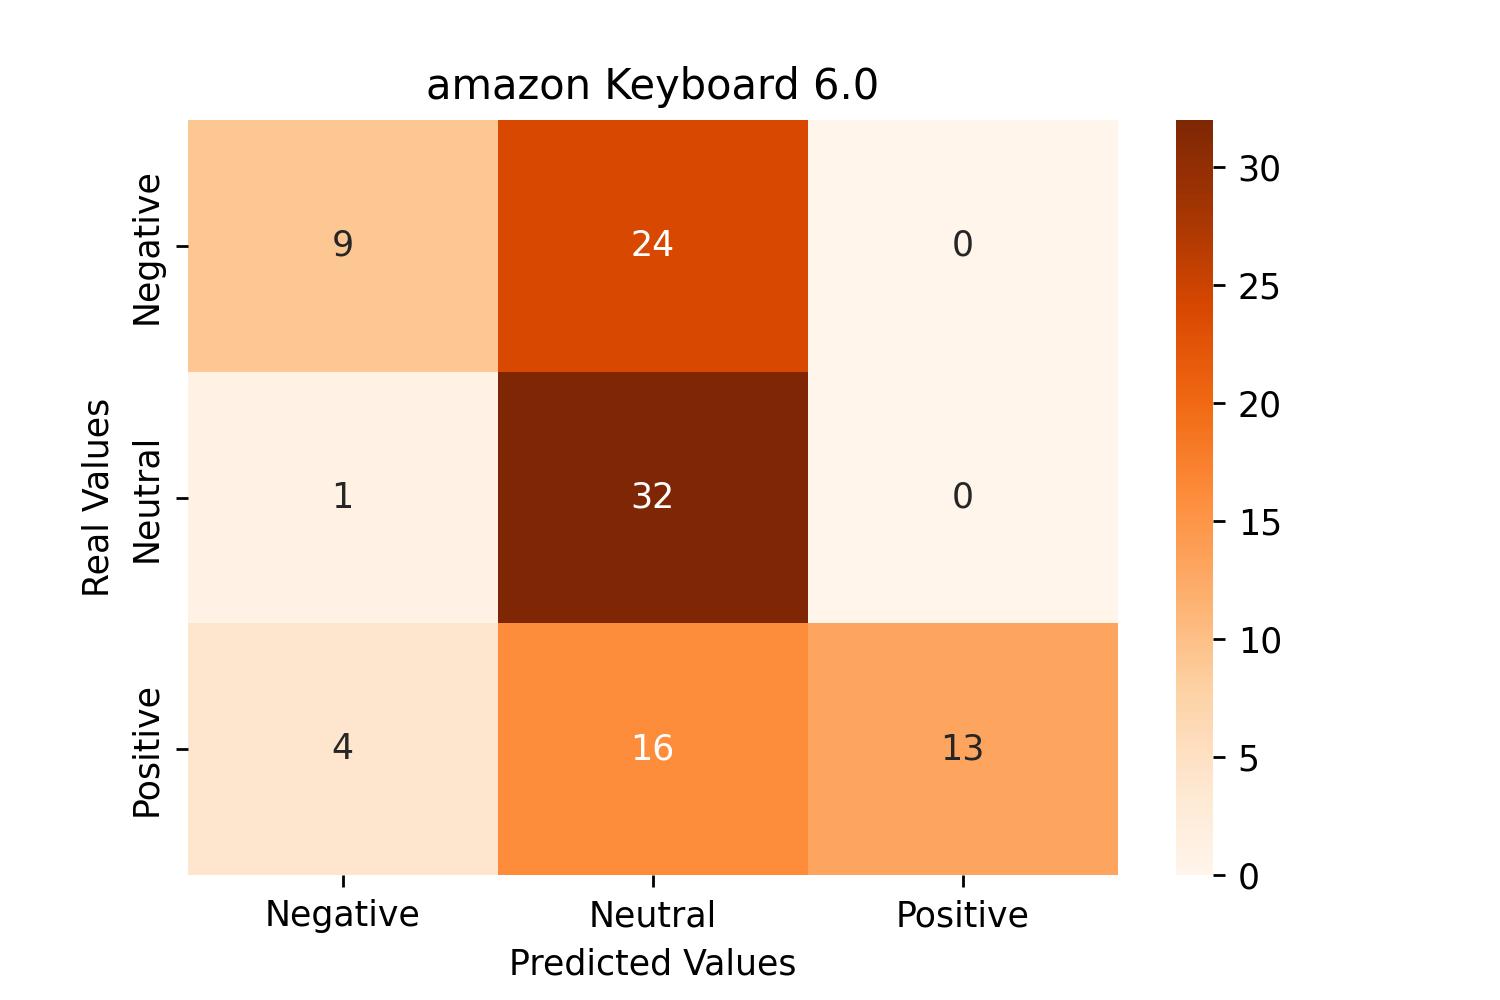 amazon Keyboard 6.0
Real Values
Negative
9 24 0
Neutral
1 32 0
Positive
4 16 13
Negative Neutral Positive
Predicted Values
30
25
20
15
10
5
0